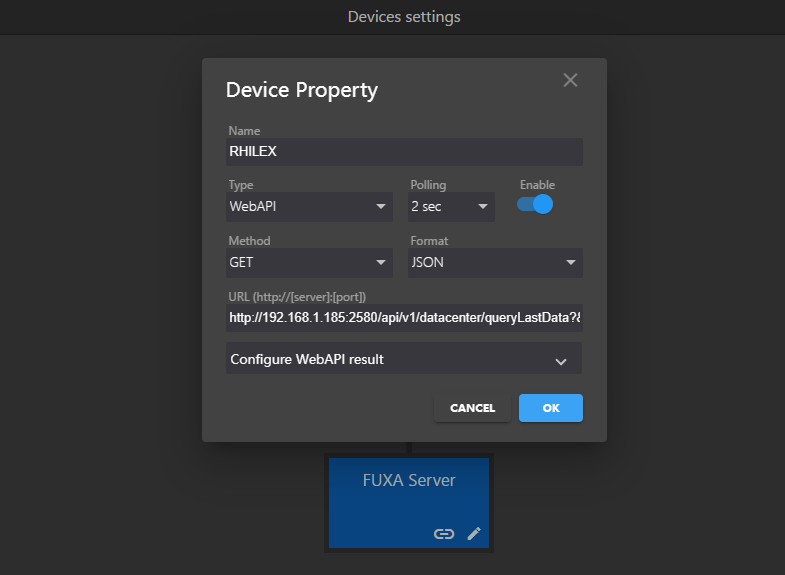 Devices settings
Device Property
Name
RHILEX
Type Polling Enable
WebAPI 2 sec
Method Format
GET JSON
URL (http://[server]:[port])
http://192.168.1.185:2580/api/v1/datacenter/queryLastData?&
Configure WebAPI result
CANCEL OK
FUXA Server